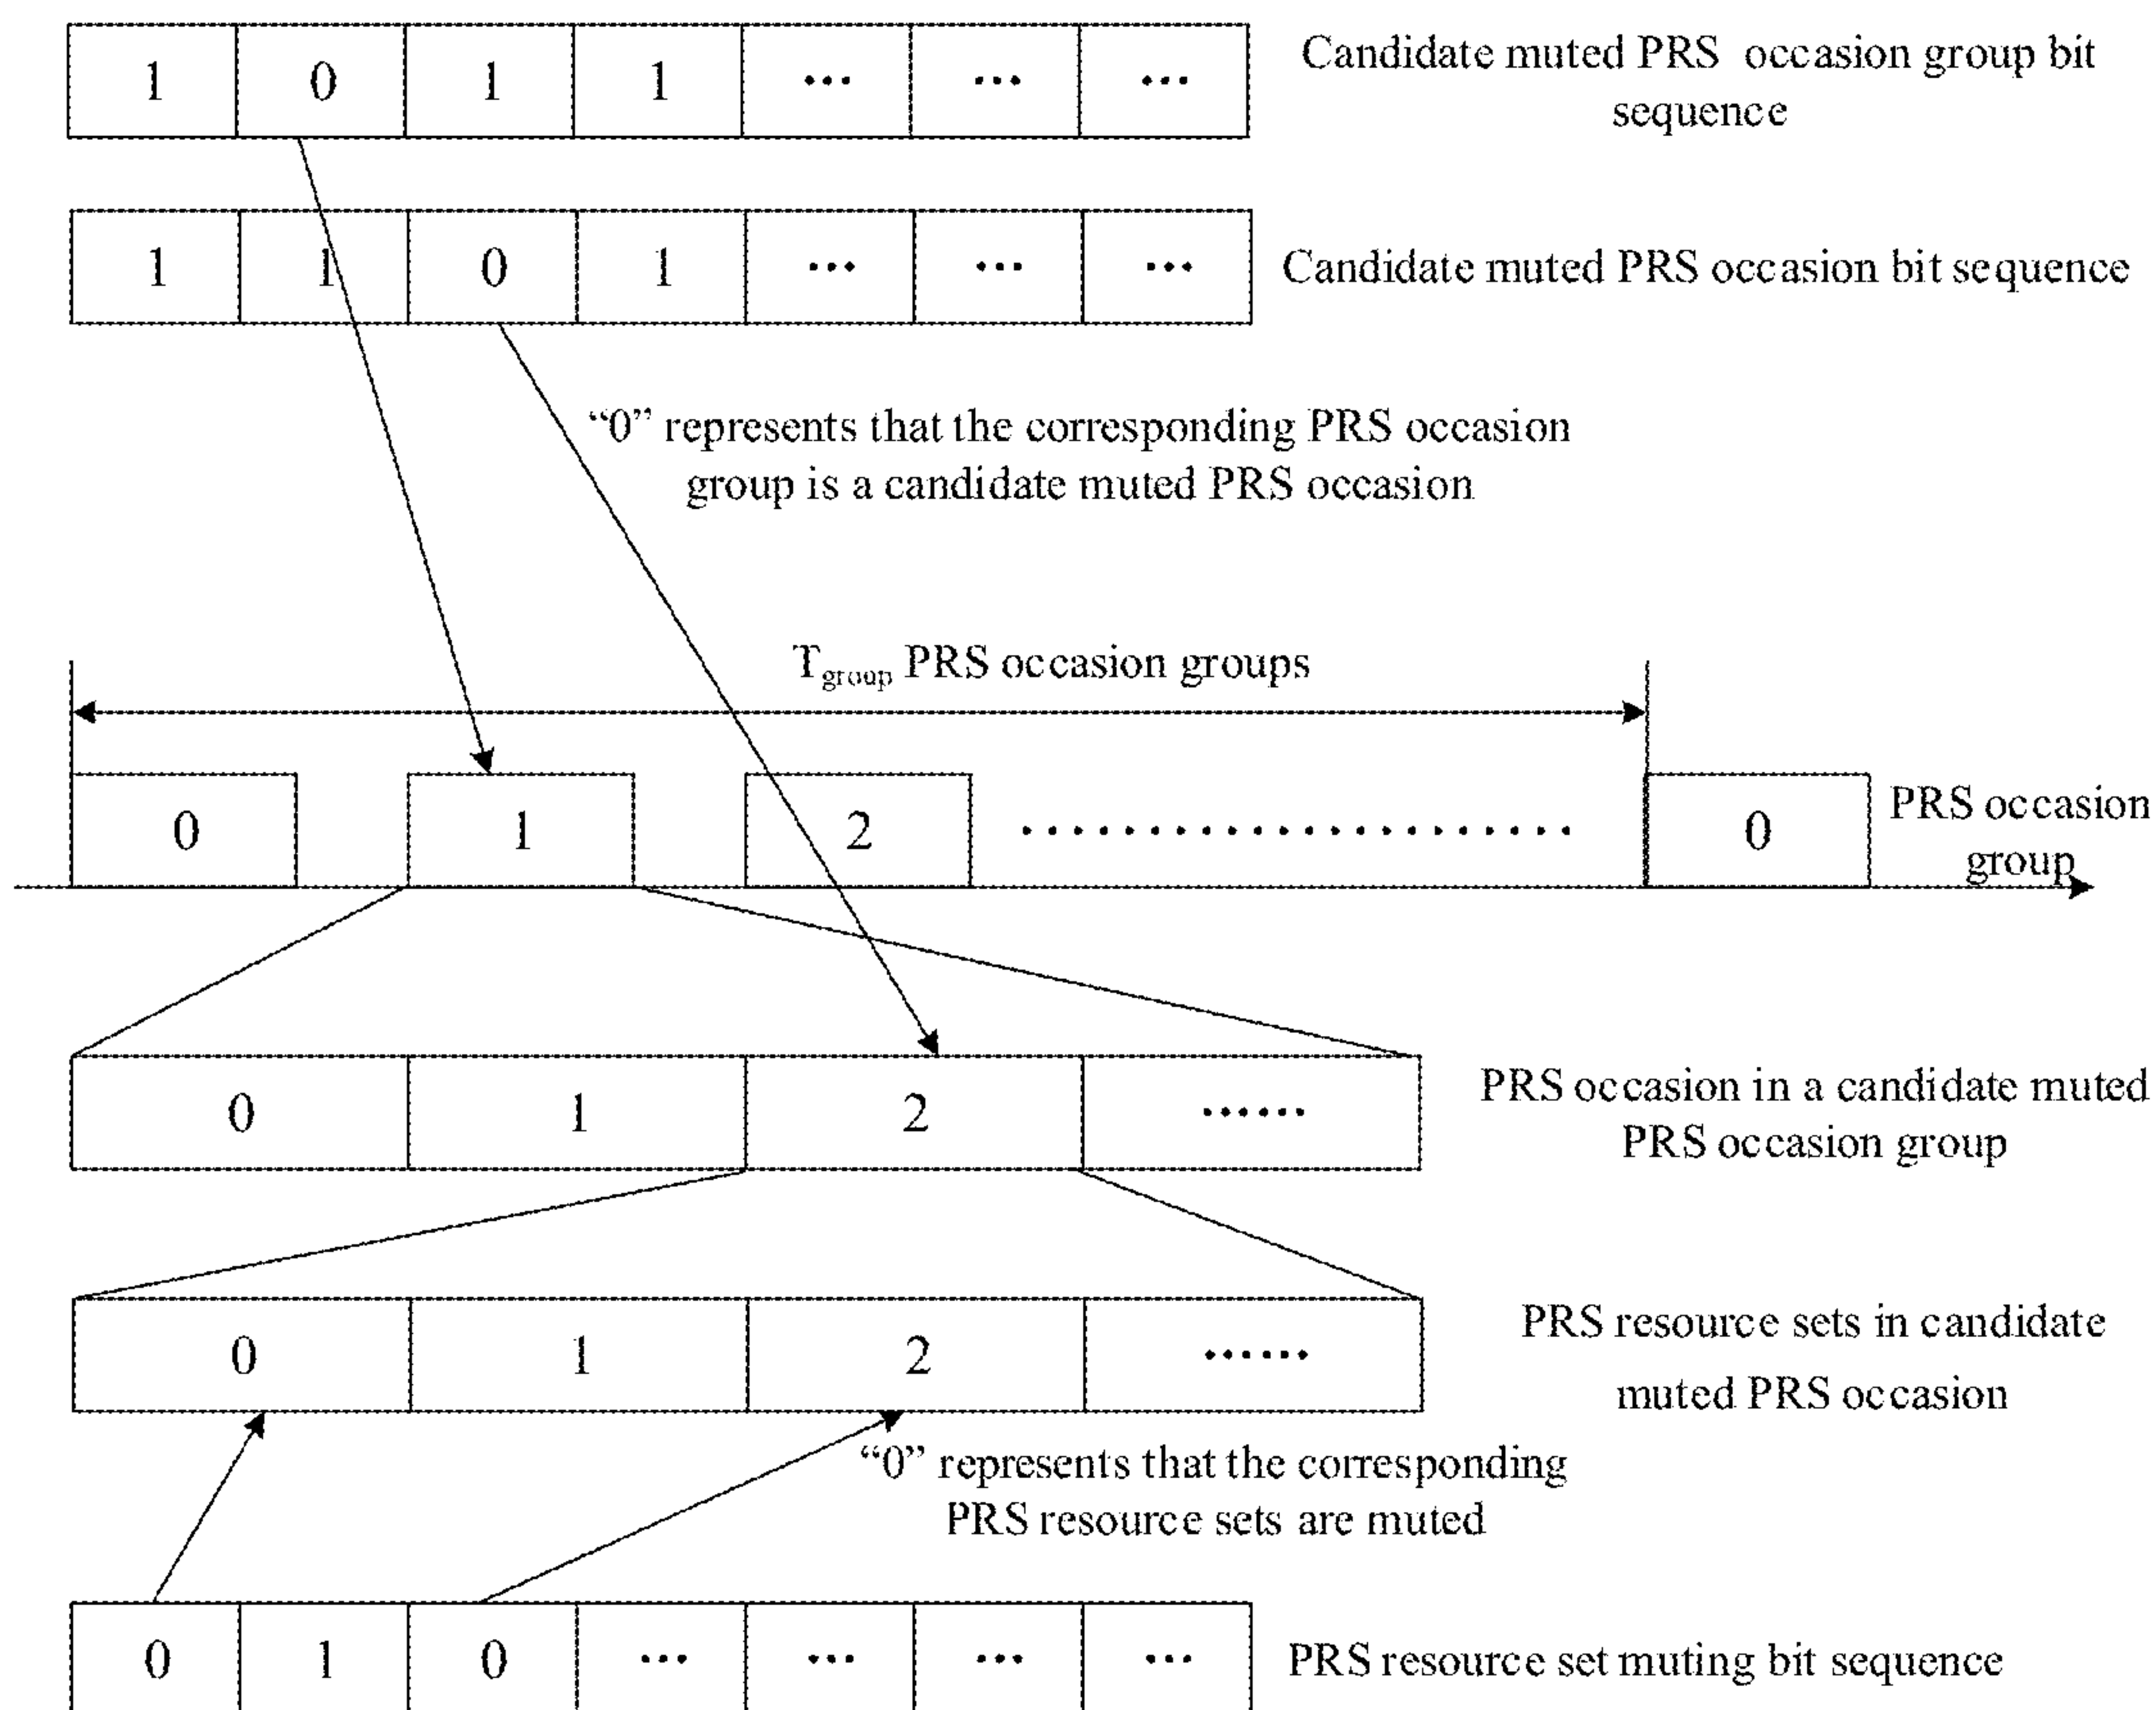 1 0 1 1 ... ... ...
Candidate muted PRS occasion group bit
sequence
1 1 0 1 ... ... ...
Candidate muted PRS occasion bit sequence
“0” represents that the corresponding PRS occasion
group is a candidate muted PRS occasion
Tgroup PRS occasion groups
0 1 2 ...................... 0
PRS occasion
group
0 1 2 ......
PRS occasion in a candidate muted
PRS occasion group
0 1 2 ......
PRS resource sets in candidate
muted PRS occasion
“0” represents that the corresponding
PRS resource sets are muted
0 1 0 ... ... ... ...
PRS resource set muting bit sequence